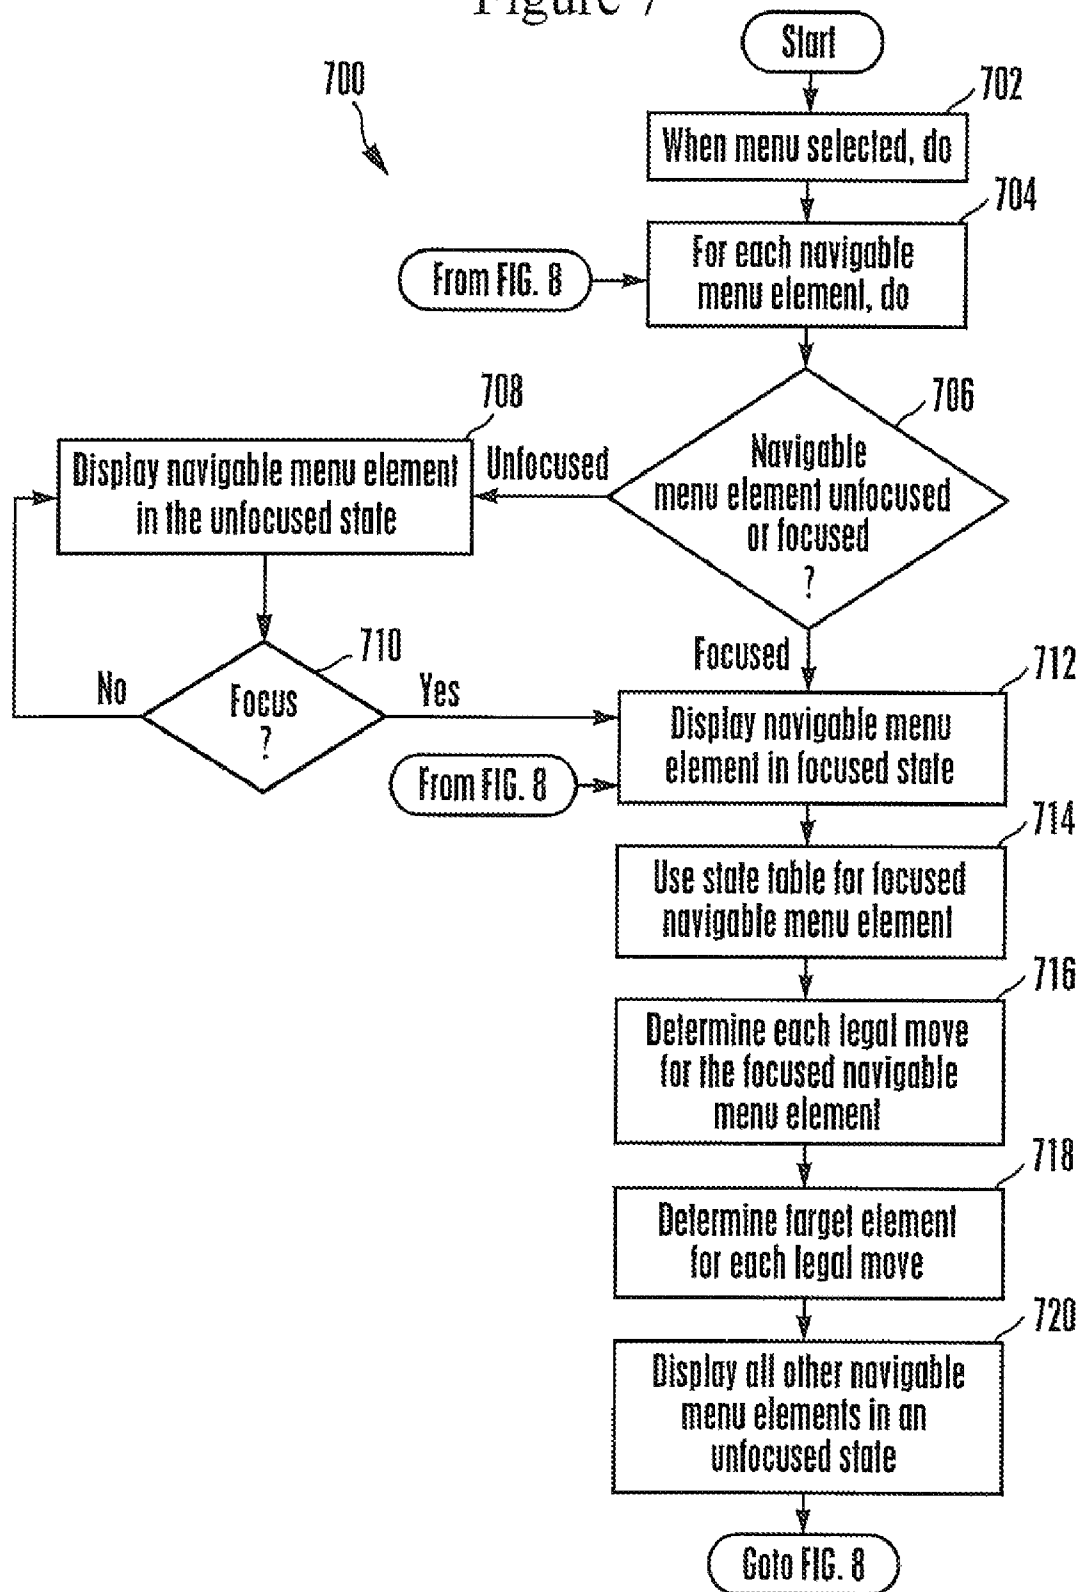 Figure 7
Start
700
702
When menu selected, do
704
For each navigable
menu element, do
From FIG. 8
706
Navigable
menu element unfocused
or focused
?
Unfocused
708
Display navigable menu element
in the unfocused state
710
Focus
?
No
Yes
Focused
712
Display navigable menu
element in focused state
From FIG. 8
714
Use state table for focused
navigable menu element
716
Determine each legal move
for the focused navigable
menu element
718
Determine target element
for each legal move
720
Display all other navigable
menu elements in an
unfocused state
Goto FIG. 8